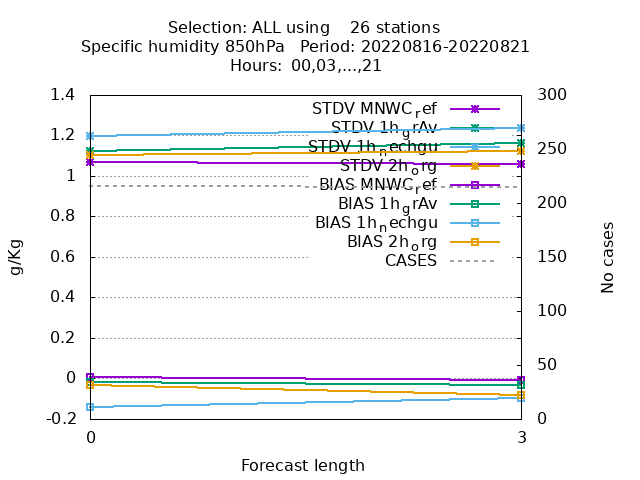 Selection: ALL using 26 stations
Specific humidity 850hPa Period: 20220816-20220821
Hours: 00,03,...,21
1.4
1.2
1
0.8
0.6
0.4
0.2
0
-0.2
g/Kg
STDV MNWC_ref
STDV 1h_grAv
STDV 1h_nechgu
STDV 2h_org
BIAS MNWC_ref
BIAS 1h_grAv
BIAS 1h_nechgu
BIAS 2h_org
CASES
300
250
200
150
100
50
0
No cases
0 3
Forecast length